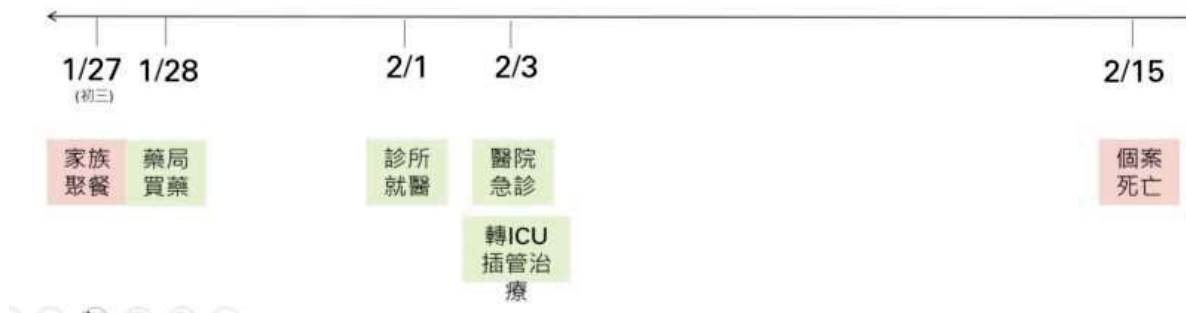 1/27 1/28 2/1 2/3 2/15
(初三)
家族
聚餐
藥局
買藥
診所
就醫
醫院
急診
轉ICU
插管治
療
個案
死亡